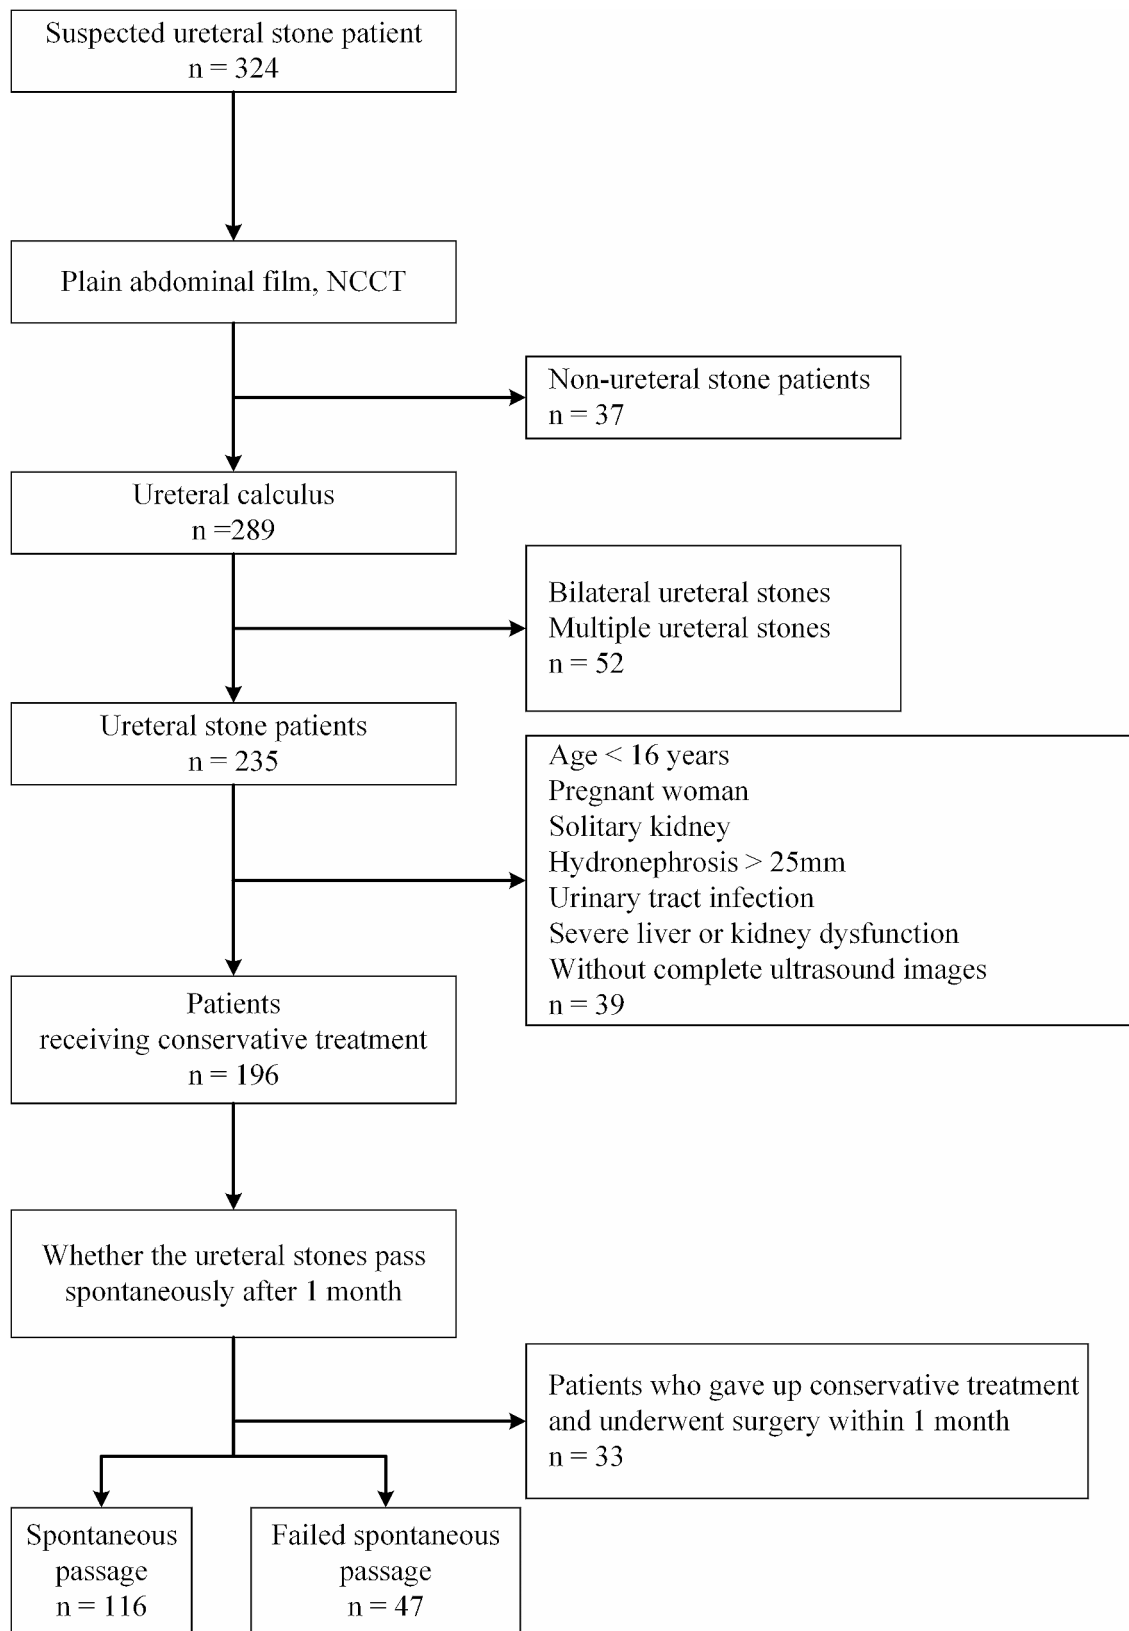 Suspected ureteral stone patient
n = 324
Plain abdominal film, NCCT
Non-ureteral stone patients
n = 37
Ureteral calculus
n =289
Bilateral ureteral stones
Multiple ureteral stones
n = 52
Ureteral stone patients
n = 235
Age < 16 years
Pregnant woman
Solitary kidney
Hydronephrosis > 25mm
Urinary tract infection
Severe liver or kidney dysfunction
Without complete ultrasound images
n = 39
Patients
receiving conservative treatment
n = 196
Whether the ureteral stones pass
spontaneously after 1 month
Patients who gave up conservative treatment
and underwent surgery within 1 month
n = 33
Spontaneous
passage
n = 116
Failed spontaneous
passage
n = 47